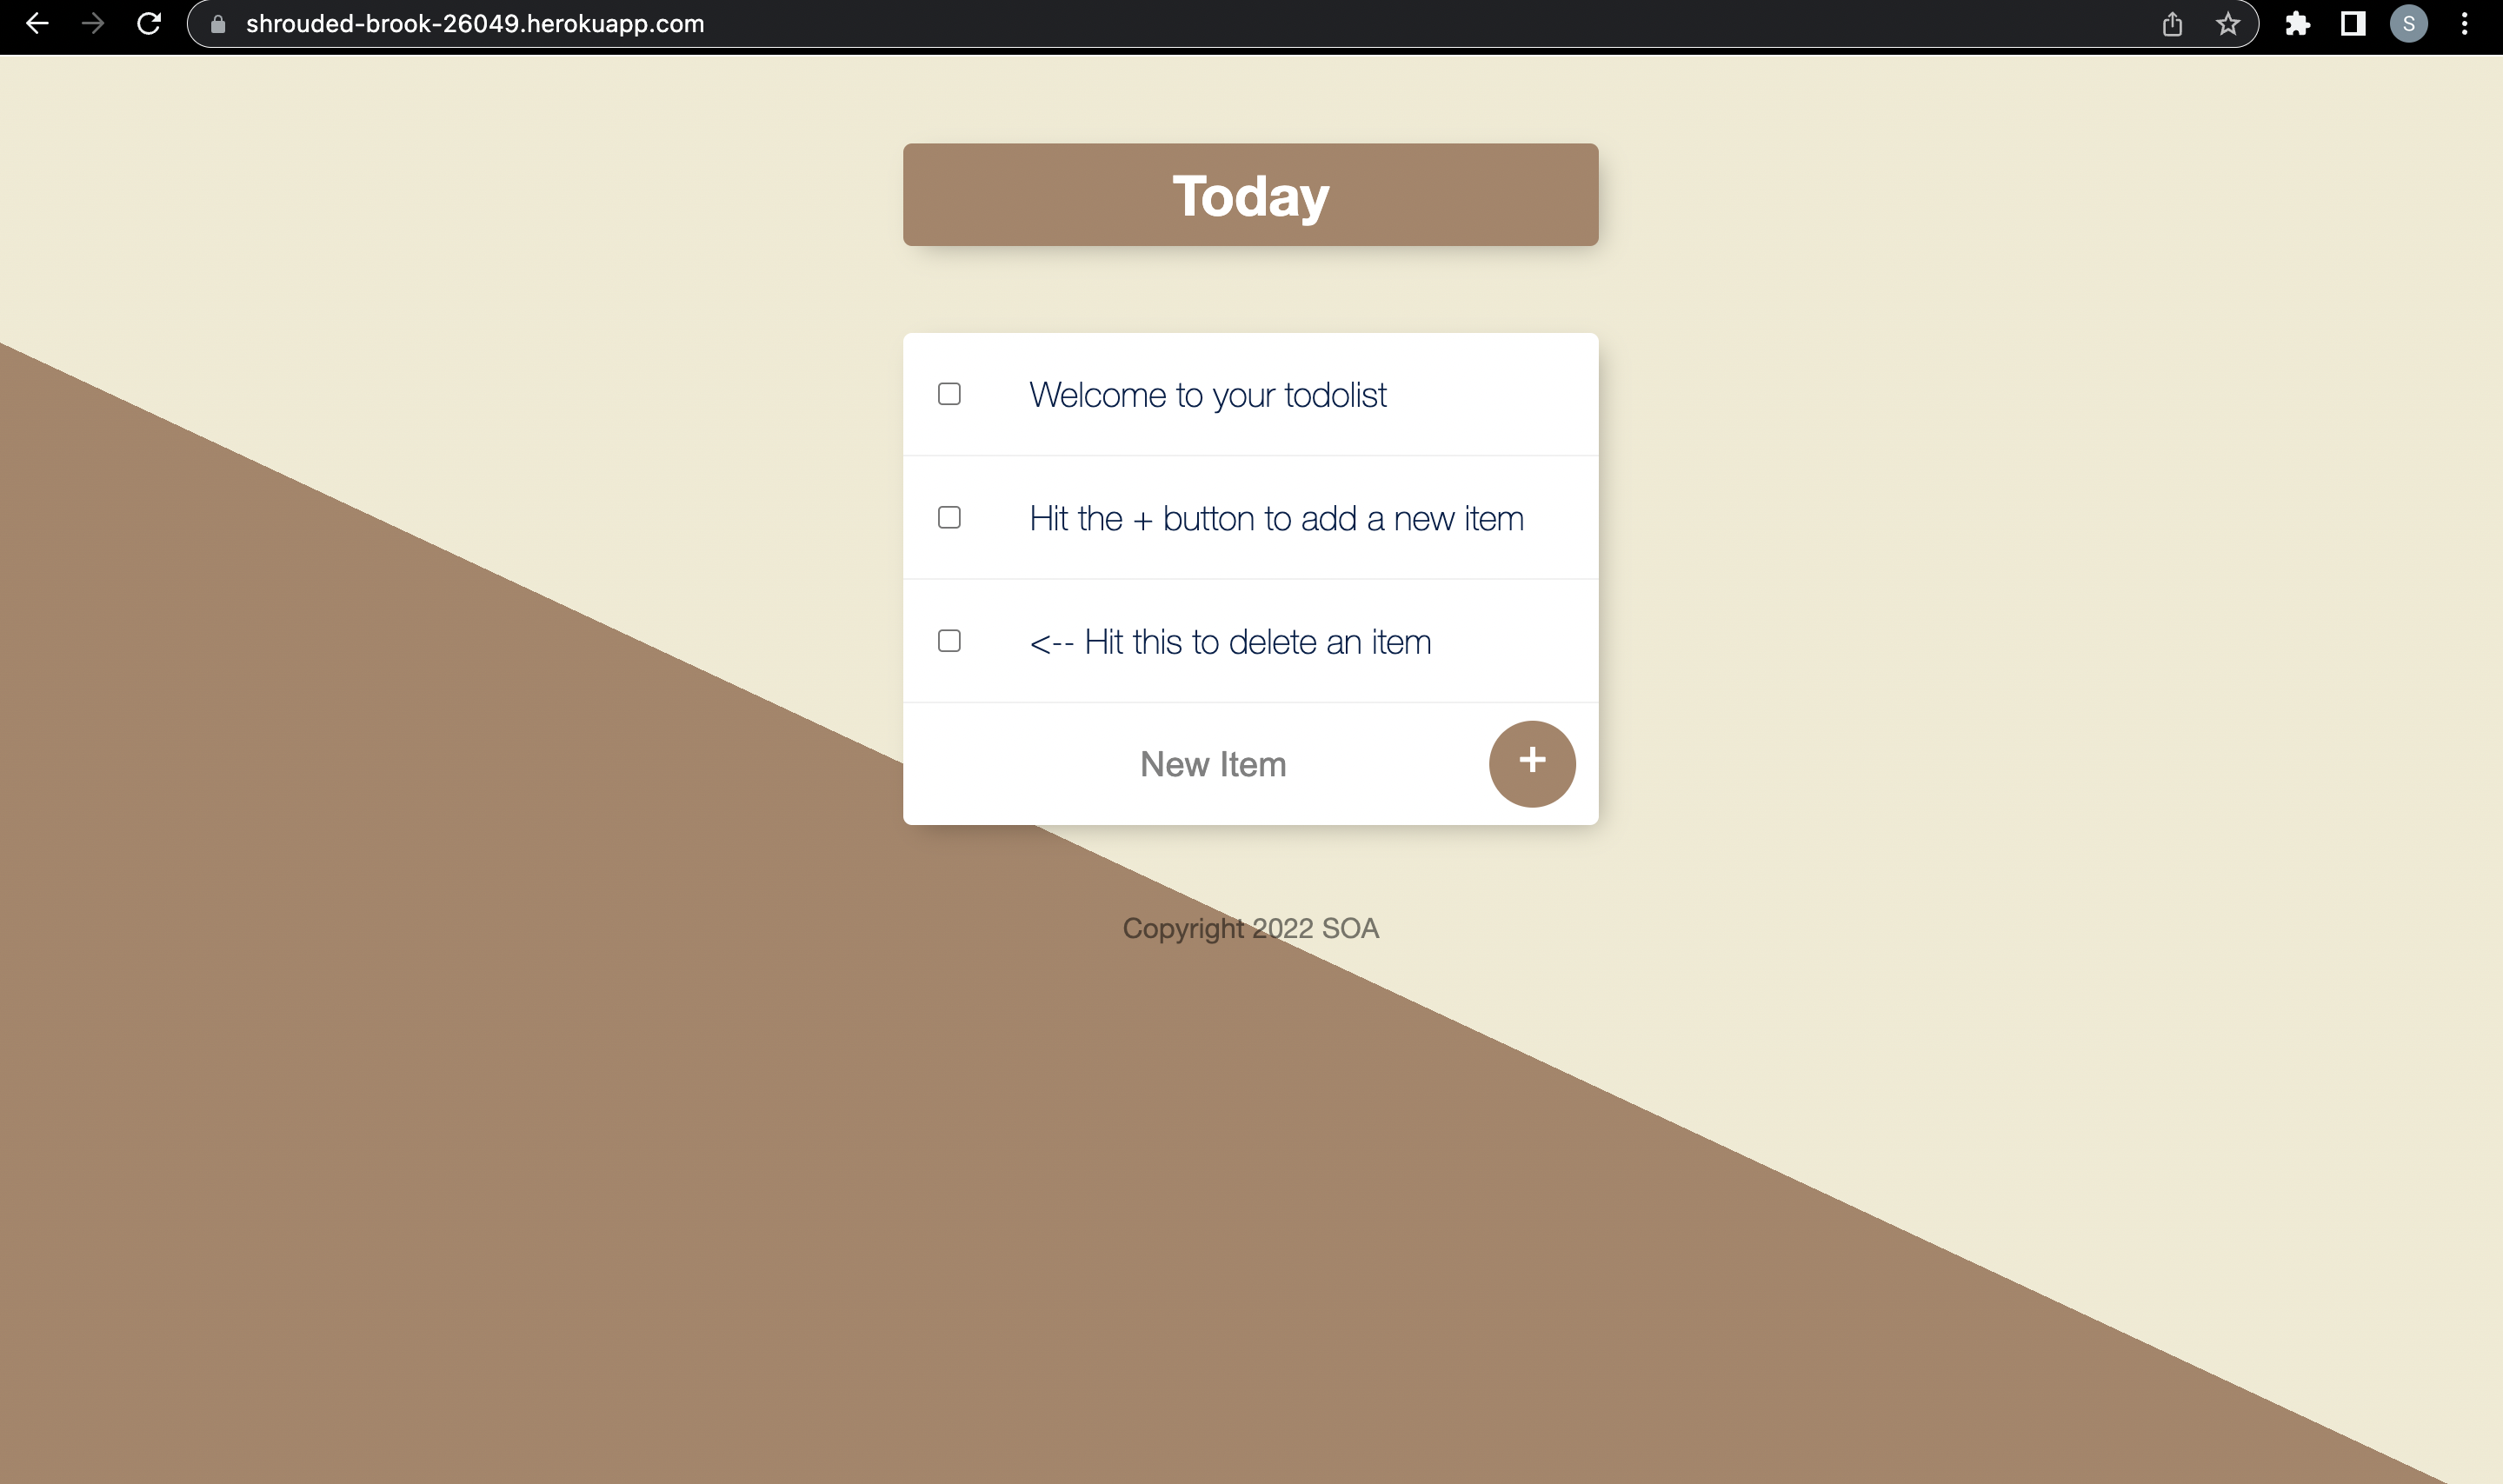 shrouded-brook-26049.herokuapp.com
S
Today
Welcome to your todolist
Hit the + button to add a new item
<-- Hit this to delete an item
New Item
+
Copyright 2022 SOA